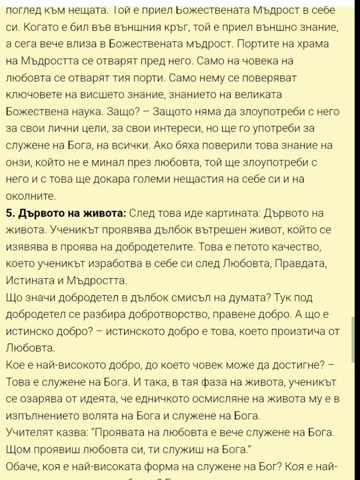 поглед към нещата. Той е приел Божествената Мъдрост в себе
си. Когато е бил във външния кръг, той е приел външно знание,
а сега вече влиза в Божествената мъдрост. Портите на храма
на Мъдростта се отварят пред него. Само на човека на
любовта се отварят тия порти. Само нему се поверяват
ключовете на висшето знание, знанието на великата
Божествена наука. Защо? – Защото няма да злоупотреби с него
за свои лични цели, за свои интереси, но ще го употреби за
служене на Бога, на всички. Ако бяха поверили това знание на
онзи, който не е минал през любовта, той ще злоупотреби с
него и с това ще докара големи нещастия на себе си и на
околните.
5. Дървото на живота: След това иде картината: Дървото на
живота. Ученикът проявява дълбок вътрешен живот, който се
изявява в проява на добродетелите. Това е петото качество,
което ученикът изработва в себе си след Любовта, Правдата,
Истината и Мъдростта.
Що значи добродетел в дълбок смисъл на думата? Тук под
добродетел се разбира добротворство, правене добро. А що е
истинско добро? – истинското добро е това, което произтича от
Любовта.
Кое е най-високото добро, до което човек може да достигне? –
Това е служене на Бога. И така, в тая фаза на живота, ученикът
се озарява от идеята, че едничкото осмисляне на живота му е в
изпълнението волята на Бога и служене на Бога.
Учителят казва: "Проявата на любовта е вече служене на Бога.
Щом проявиш любовта си, ти служиш на Бога."
Обаче, коя е най-високата форма на служене на Бог? Коя е най-